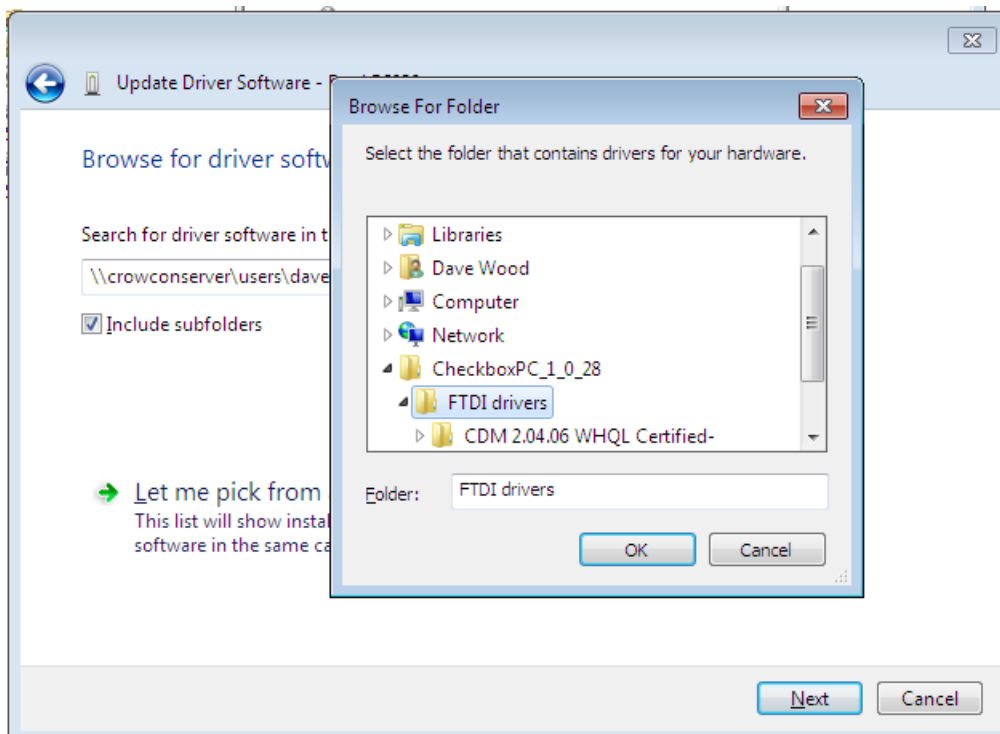 Update Driver Software -
Browse For Folder
Select the folder that contains drivers for your hardware.
Browse for driver
Search for driver software in
\\crowconserver\users\dave
Include subfolders
Libraries
Dave Wood
Computer
Network
CheckboxPC_1_0_28
FTDI drivers
CDM 2.04.06 WHQL Certified-
Folder:
FTDI drivers
OK
Cancel
Let me pick from
This list will show
software in the same
Next
Cancel